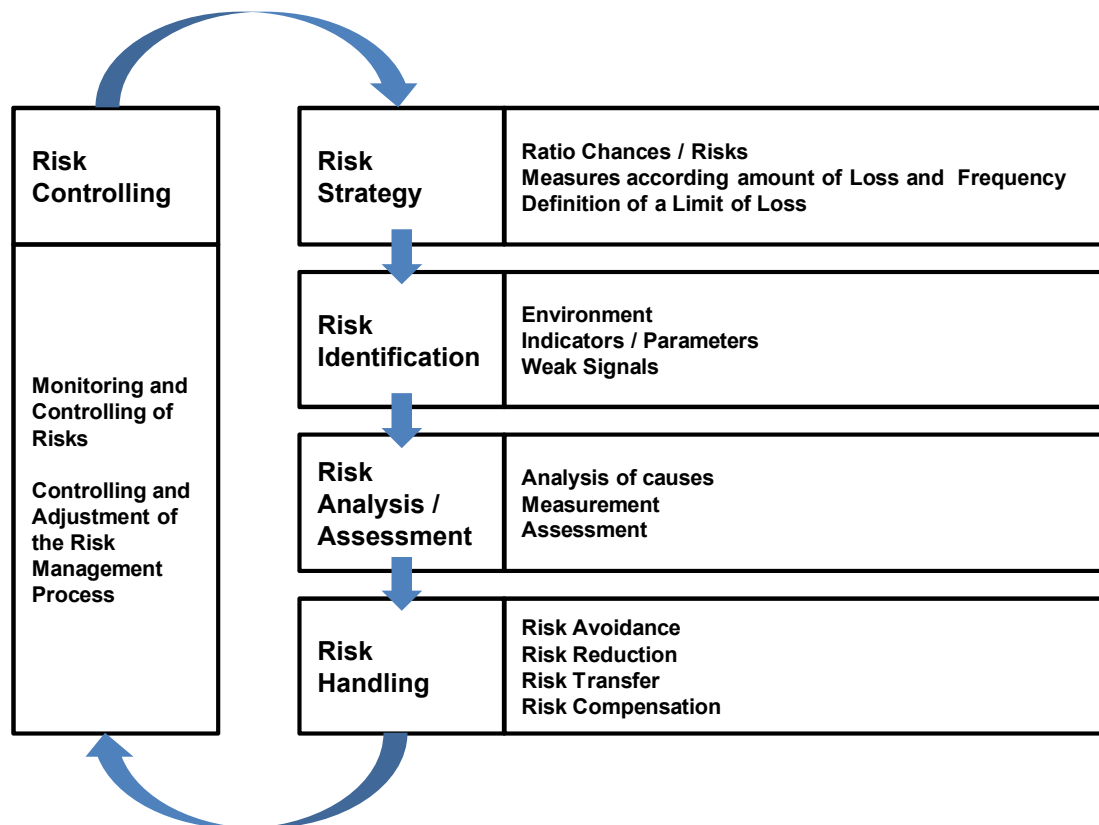 Risk
Controlling
Monitoring and
Controlling of
Risks
Controlling and
Adjustment of
the Risk
Management
Process
Risk
Strategy
Ratio Chances / Risks
Measures according amount of Loss and Frequency
Definition of a Limit of Loss
Risk
Identification
Environment
Indicators / Parameters
Weak Signals
Risk
Analysis /
Assessment
Analysis of causes
Measurement
Assessment
Risk
Handling
Risk Avoidance
Risk Reduction
Risk Transfer
Risk Compensation